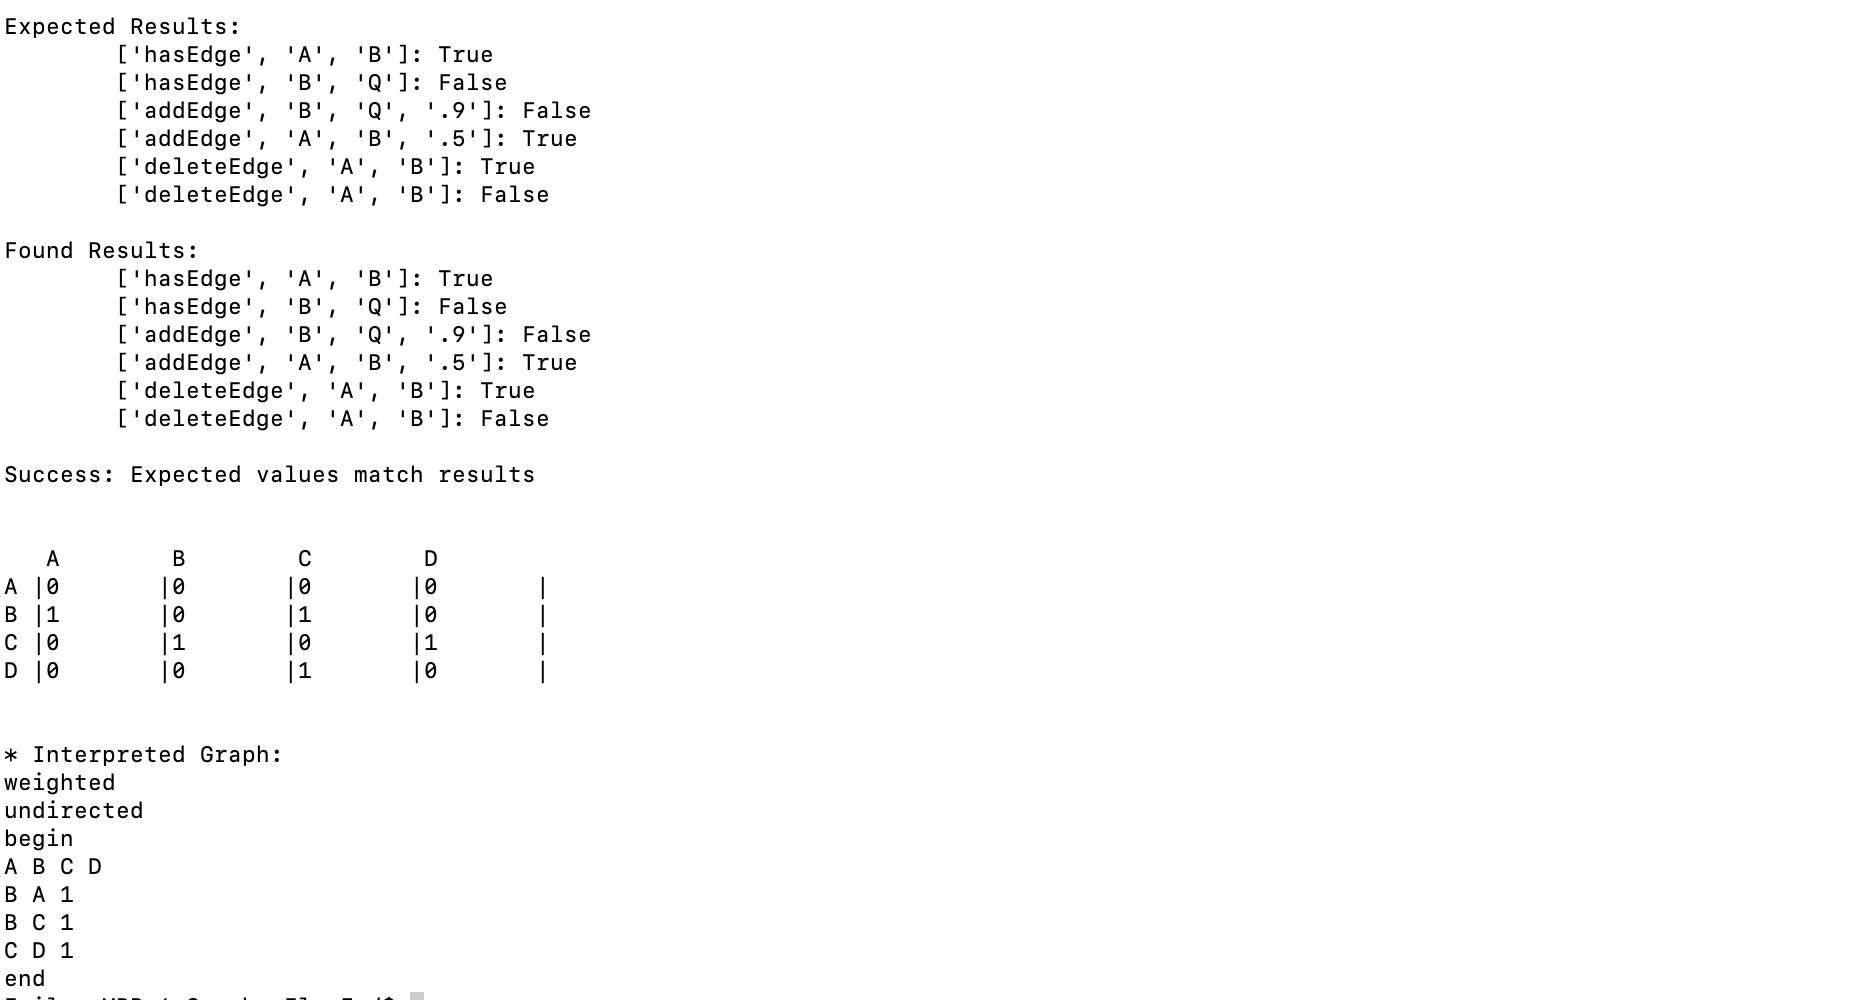 Expected Results:
        ['hasEdge', 'A', 'B']: True
        ['hasEdge', 'B', 'Q']: False
        ['addEdge', 'B', 'Q', '.9']: False
        ['addEdge', 'A', 'B', '.5']: True
        ['deleteEdge', 'A', 'B']: True
        ['deleteEdge', 'A', 'B']: False
Found Results:
        ['hasEdge', 'A', 'B']: True
        ['hasEdge', 'B', 'Q']: False
        ['addEdge', 'B', 'Q', '.9']: False
        ['addEdge', 'A', 'B', '.5']: True
        ['deleteEdge', 'A', 'B']: True
        ['deleteEdge', 'A', 'B']: False
Success: Expected values match results
   A        B        C        D
A |0       |0       |0       |0       |
B |1       |0       |1       |0       |
C |0       |1       |0       |1       |
D |0       |0       |1       |0       |
* Interpreted Graph:
weighted
undirected
begin
A B C D
B A 1
B C 1
C D 1
end